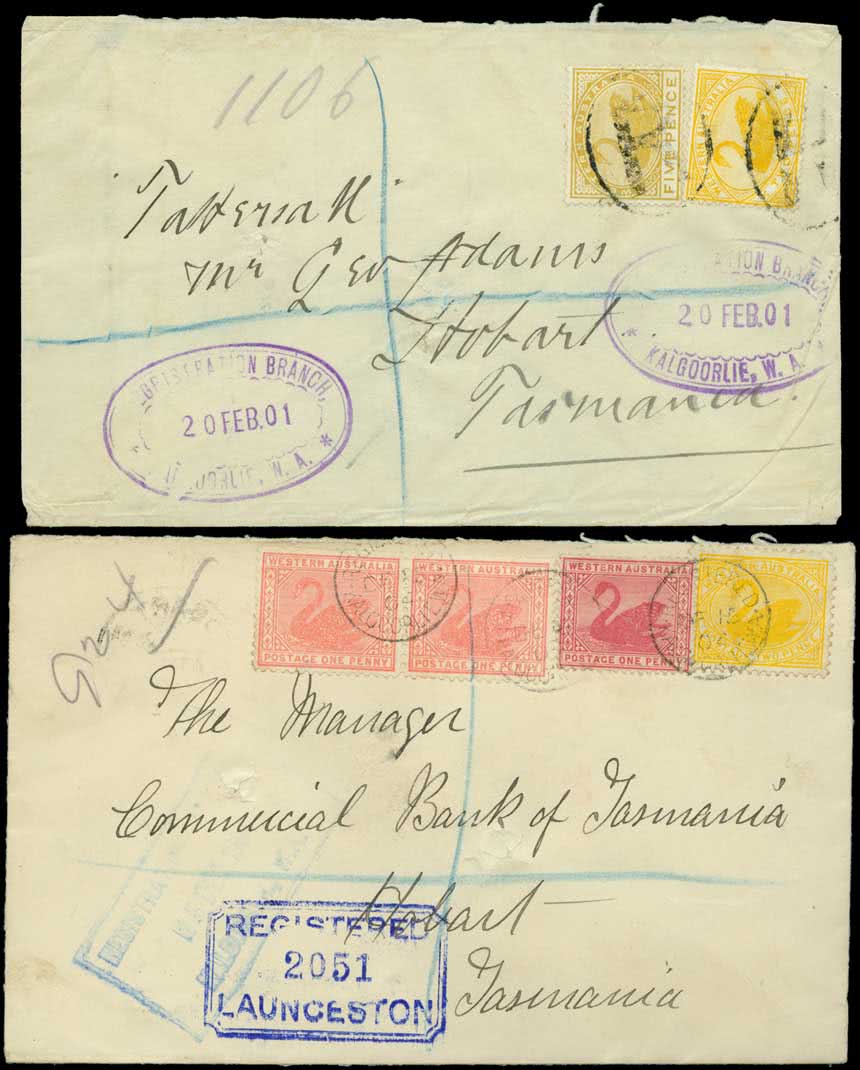 1106
FIVE PENCE
"Tattersall"
Mr Geo Adams
Hobart
Tasmania.
REGISTRATION BRANCH,
20 FEB.01
KALGOORLIE, W. A.
BRANCH
20 FEB.01
KALGOORLIE, W. A.
924
WESTERN AUSTRALIA
POSTAGE ONE PENNY
WESTERN AUSTRALIA
POSTAGE ONE PENNY
WESTERN AUSTRALIA
POSTAGE ONE PENNY
The Manager
Commercial Bank of Tasmania
Hobart
Tasmania
REGISTERED
2051
LAUNCESTON